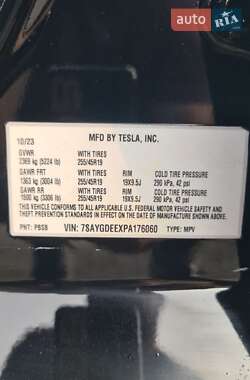 auto RIA .com
MFD BY TESLA, INC.
10/23
GVWR WITH TIRES
2369 kg (5224 lb) 255/45R19
GAWR FRT WITH TIRES RIM COLD TIRE PRESSURE
1363 kg (3004 lb) 255/45R19 19X9.5J 290 kPa, 42 psi
GAWR RR WITH TIRES RIM COLD TIRE PRESSURE
1500 kg (3306 lb) 255/45R19 19X9.5J 290 kPa, 42 psi
THIS VEHICLE CONFORMS TO ALL APPLICABLE U.S. FEDERAL MOTOR VEHICLE SAFETY AND THEFT PREVENTION STANDARDS IN EFFECT
ON THE DATE OF MANUFACTURE SHOWN ABOVE.
PNT: PBSB VIN: 7SAYGDEEXPA176060 TYPE: MPV